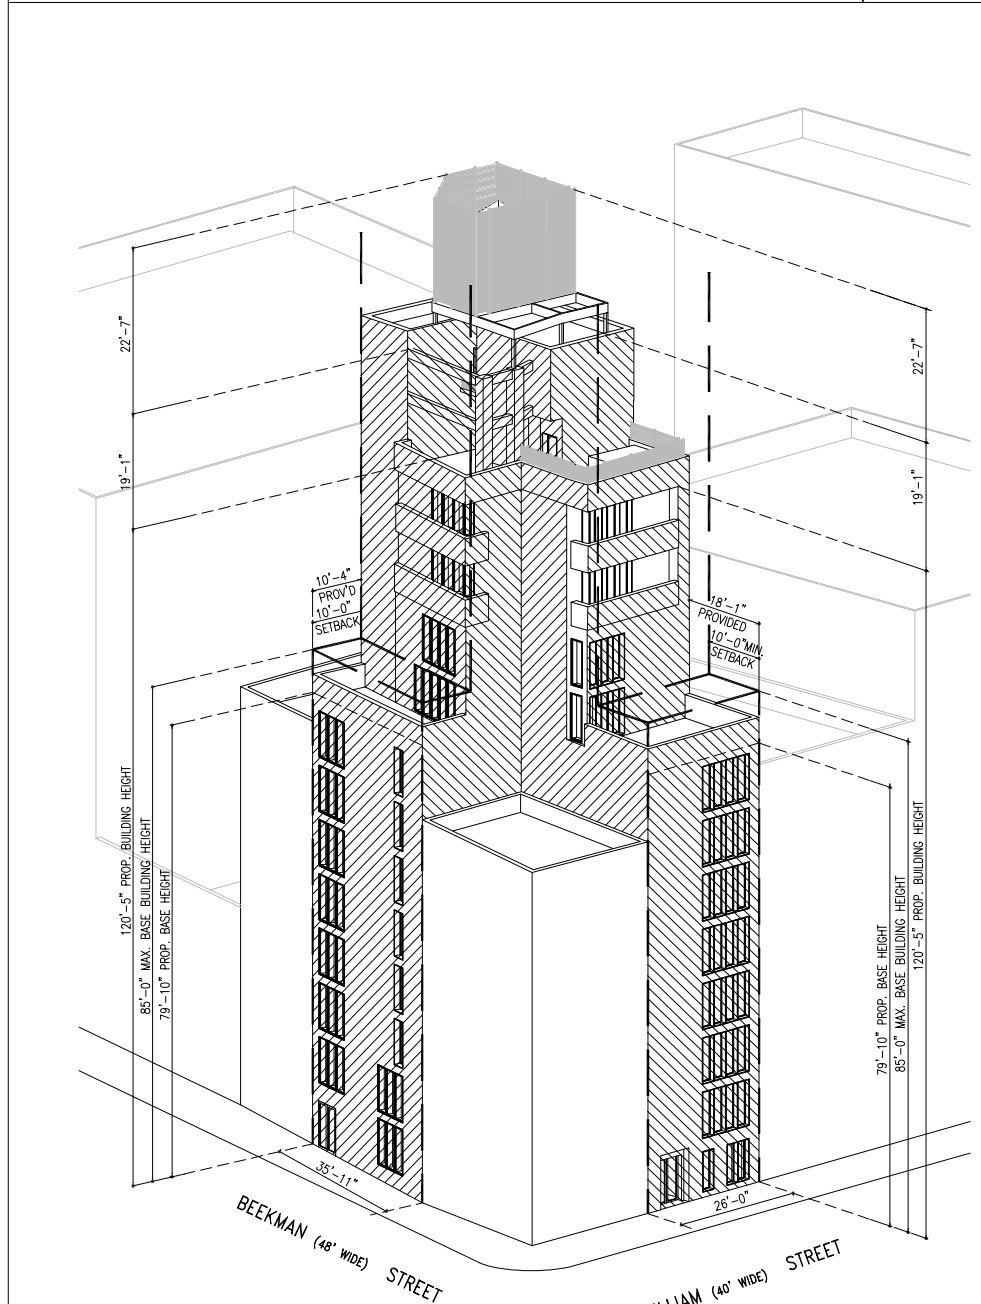 22'-7"
22'-7"
19'-1"
19'-1"
10'-4"
PROV'D
10'-0"
SETBACK
18'-1"
PROVIDED
10'-0"MIN.
SETBACK
120'-5" PROP. BUILDING HEIGHT
85'-0" MAX. BASE BUILDING HEIGHT
79'-10" PROP. BASE HEIGHT
79'-10" PROP. BASE HEIGHT
85'-0" MAX. BASE BUILDING HEIGHT
120'-5" PROP. BUILDING HEIGHT
35'-11"
26'-0"
BEEKMAN (48' WIDE) STREET
LLIAM (40' WIDE) STREET